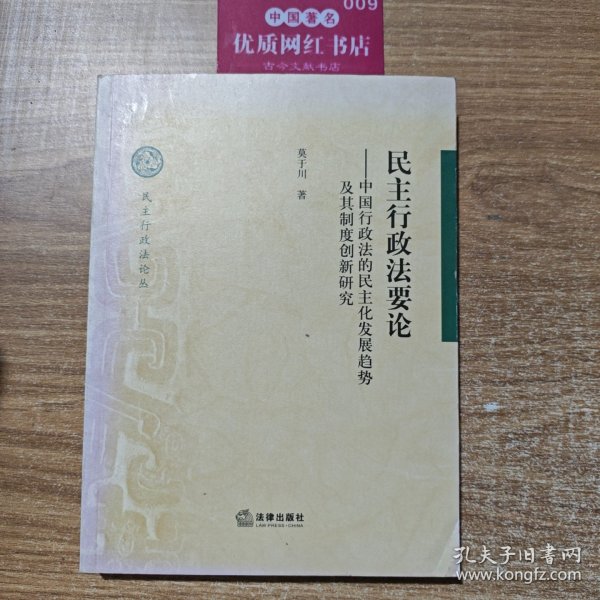 009
中国著名
优质网红书店
古今文献书店
民主行政法要论
——中国行政法的民主化发展趋势
及其制度创新研究
莫于川 著
民主行政法论丛
法律出版社
LAW PRESS·CHINA
孔夫子旧书网
www.kongfz.com